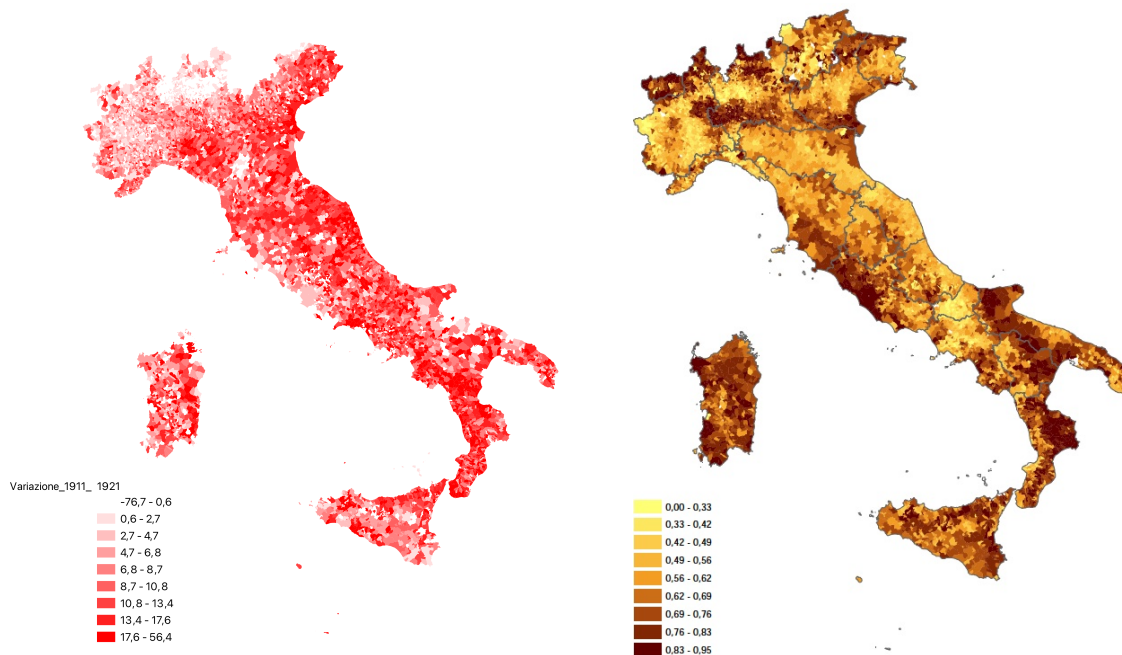 Variazione_1911_ 1921
-76,7 - 0,6
0,6 - 2,7
2,7 - 4,7
4,7 - 6,8
6,8 - 8,7
8,7 - 10,8
10,8 - 13,4
13,4 - 17,6
17,6 - 56,4
0,00 - 0,33
0,33 - 0,42
0,42 - 0,49
0,49 - 0,56
0,56 - 0,62
0,62 - 0,69
0,69 - 0,76
0,76 - 0,83
0,83 - 0,95